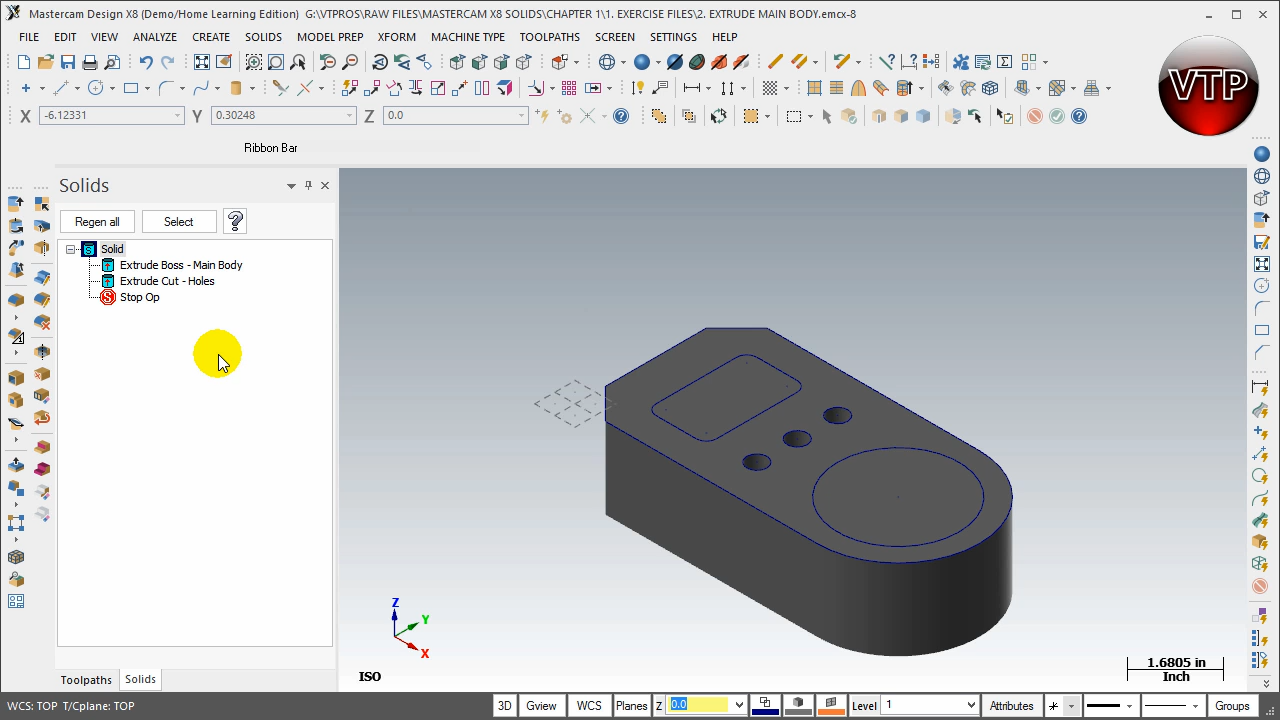 Mastercam Design X8 (Demo/Home Learning Edition) G:\VTPROS\RAW FILES\MASTERCAM X8 SOLIDS\CHAPTER 1\1. EXERCISE FILES\2. EXTRUDE MAIN BODY.emcx-8
FILE EDIT VIEW ANALYZE CREATE SOLIDS MODEL PREP XFORM MACHINE TYPE TOOLPATHS SCREEN SETTINGS HELP
VTP
X -6.12331 Y 0.30248 Z 0.0
Ribbon Bar
Solids
Regen all Select ?
Solid
Extrude Boss - Main Body
Extrude Cut - Holes
Stop Op
Z
Y
X
ISO
1.6805 in
Inch
Toolpaths Solids
WCS: TOP T/Cplane: TOP 3D Gview WCS Planes Z 0.0 Level 1 Attributes Groups